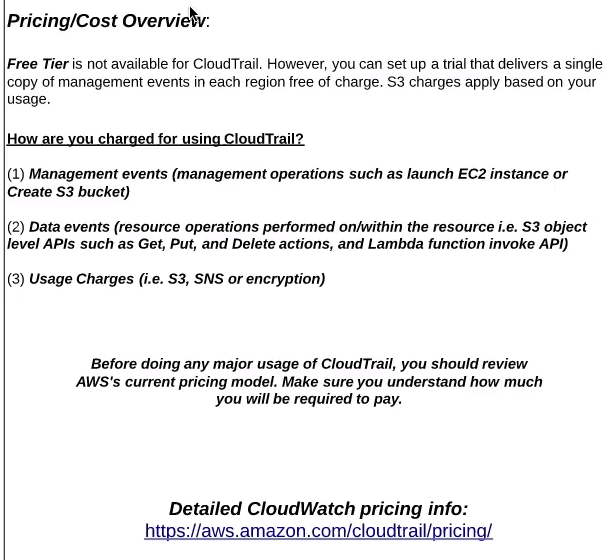 Pricing/Cost Overview:
Free Tier is not available for CloudTrail. However, you can set up a trial that delivers a single
copy of management events in each region free of charge. S3 charges apply based on your
usage.
How are you charged for using CloudTrail?
(1) Management events (management operations such as launch EC2 instance or
Create S3 bucket)
(2) Data events (resource operations performed on/within the resource i.e. S3 object
level APIs such as Get, Put, and Delete actions, and Lambda function invoke API)
(3) Usage Charges (i.e. S3, SNS or encryption)
Before doing any major usage of CloudTrail, you should review
AWS's current pricing model. Make sure you understand how much
you will be required to pay.
Detailed CloudWatch pricing info:
https://aws.amazon.com/cloudtrail/pricing/